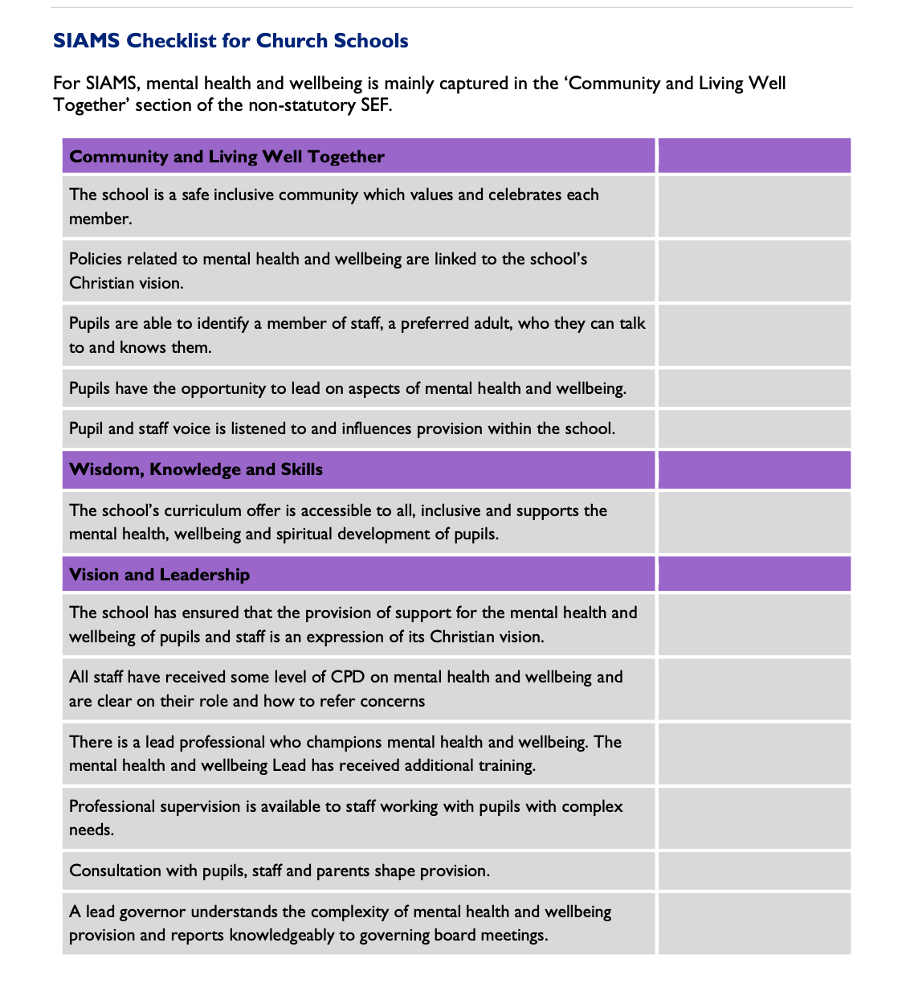 SIAMS Checklist for Church Schools
For SIAMS, mental health and wellbeing is mainly captured in the ‘Community and Living Well
Together’ section of the non-statutory SEF.
Community and Living Well Together
The school is a safe inclusive community which values and celebrates each
member.
Policies related to mental health and wellbeing are linked to the school’s
Christian vision.
Pupils are able to identify a member of staff, a preferred adult, who they can talk
to and knows them.
Pupils have the opportunity to lead on aspects of mental health and wellbeing.
Pupil and staff voice is listened to and influences provision within the school.
Wisdom, Knowledge and Skills
The school’s curriculum offer is accessible to all, inclusive and supports the
mental health, wellbeing and spiritual development of pupils.
Vision and Leadership
The school has ensured that the provision of support for the mental health and
wellbeing of pupils and staff is an expression of its Christian vision.
All staff have received some level of CPD on mental health and wellbeing and
are clear on their role and how to refer concerns
There is a lead professional who champions mental health and wellbeing. The
mental health and wellbeing Lead has received additional training.
Professional supervision is available to staff working with pupils with complex
needs.
Consultation with pupils, staff and parents shape provision.
A lead governor understands the complexity of mental health and wellbeing
provision and reports knowledgeably to governing board meetings.